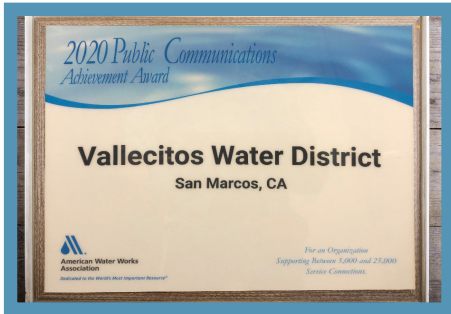 2020 Public Communications
Achievement Award
Vallecitos Water District
San Marcos, CA
American Water Works
Association
Dedicated to the World's Most Important Resource®
For an Organization
Supporting Between 5,000 and 25,000
Service Connections.